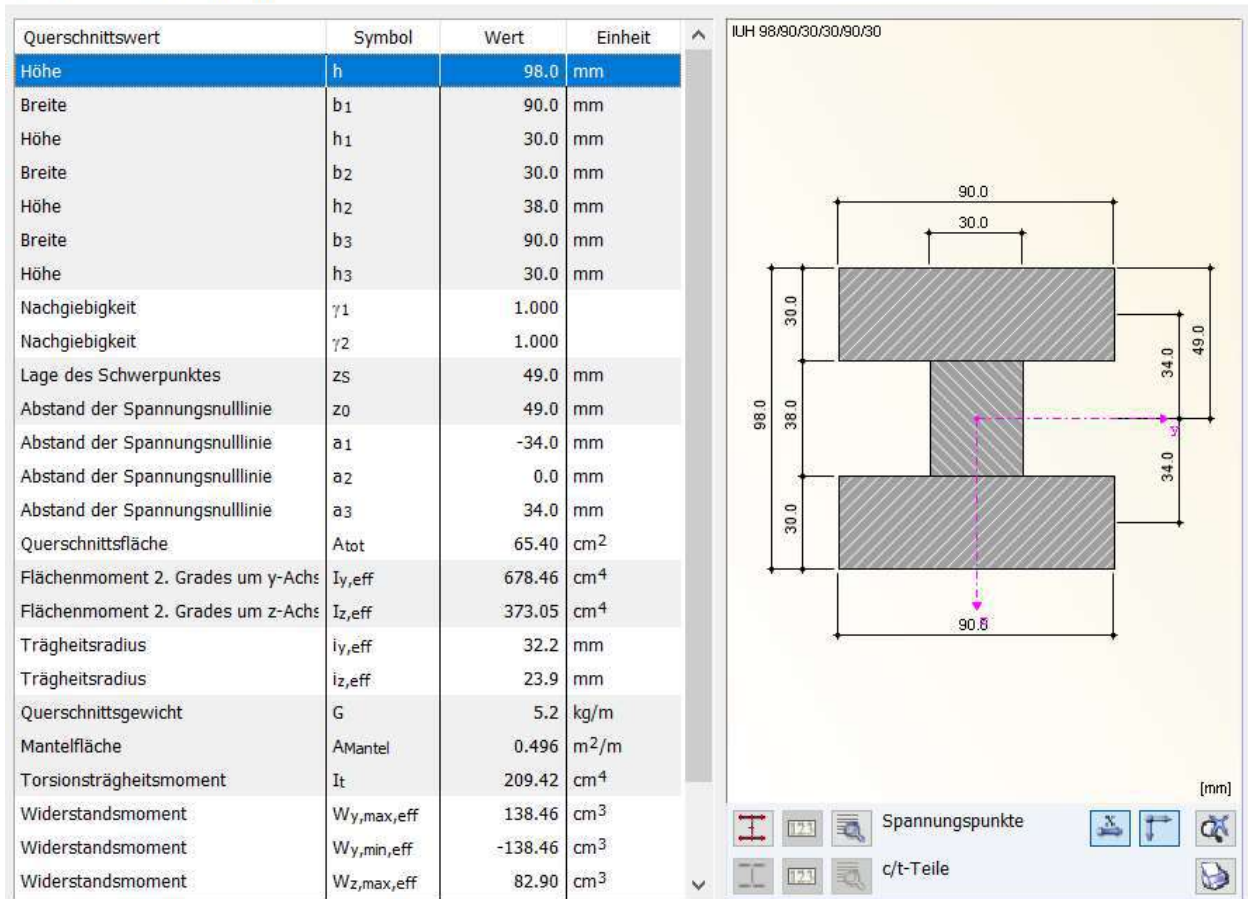 Querschnittswert Symbol Wert Einheit
Höhe h 98.0 mm
Breite b1 90.0 mm
Höhe h1 30.0 mm
Breite b2 30.0 mm
Höhe h2 38.0 mm
Breite b3 90.0 mm
Höhe h3 30.0 mm
Nachgiebigkeit γ1 1.000
Nachgiebigkeit γ2 1.000
Lage des Schwerpunktes zS 49.0 mm
Abstand der Spannungsnulllinie z0 49.0 mm
Abstand der Spannungsnulllinie a1 -34.0 mm
Abstand der Spannungsnulllinie a2 0.0 mm
Abstand der Spannungsnulllinie a3 34.0 mm
Querschnittsfläche Atot 65.40 cm2
Flächenmoment 2. Grades um y-Achs Iy,eff 678.46 cm4
Flächenmoment 2. Grades um z-Achs Iz,eff 373.05 cm4
Trägheitsradius iy,eff 32.2 mm
Trägheitsradius iz,eff 23.9 mm
Querschnittsgewicht G 5.2 kg/m
Mantelfläche AMantel 0.496 m2/m
Torsionsträgheitsmoment It 209.42 cm4
Widerstandsmoment Wy,max,eff 138.46 cm3
Widerstandsmoment Wy,min,eff -138.46 cm3
Widerstandsmoment Wz,max,eff 82.90 cm3
IUH 98/90/30/30/90/30
90.0
30.0
30.0
49.0
34.0
98.0
38.0
y
34.0
30.0
z
90.0
[mm]
123
Spannungspunkte
x
123
c/t-Teile